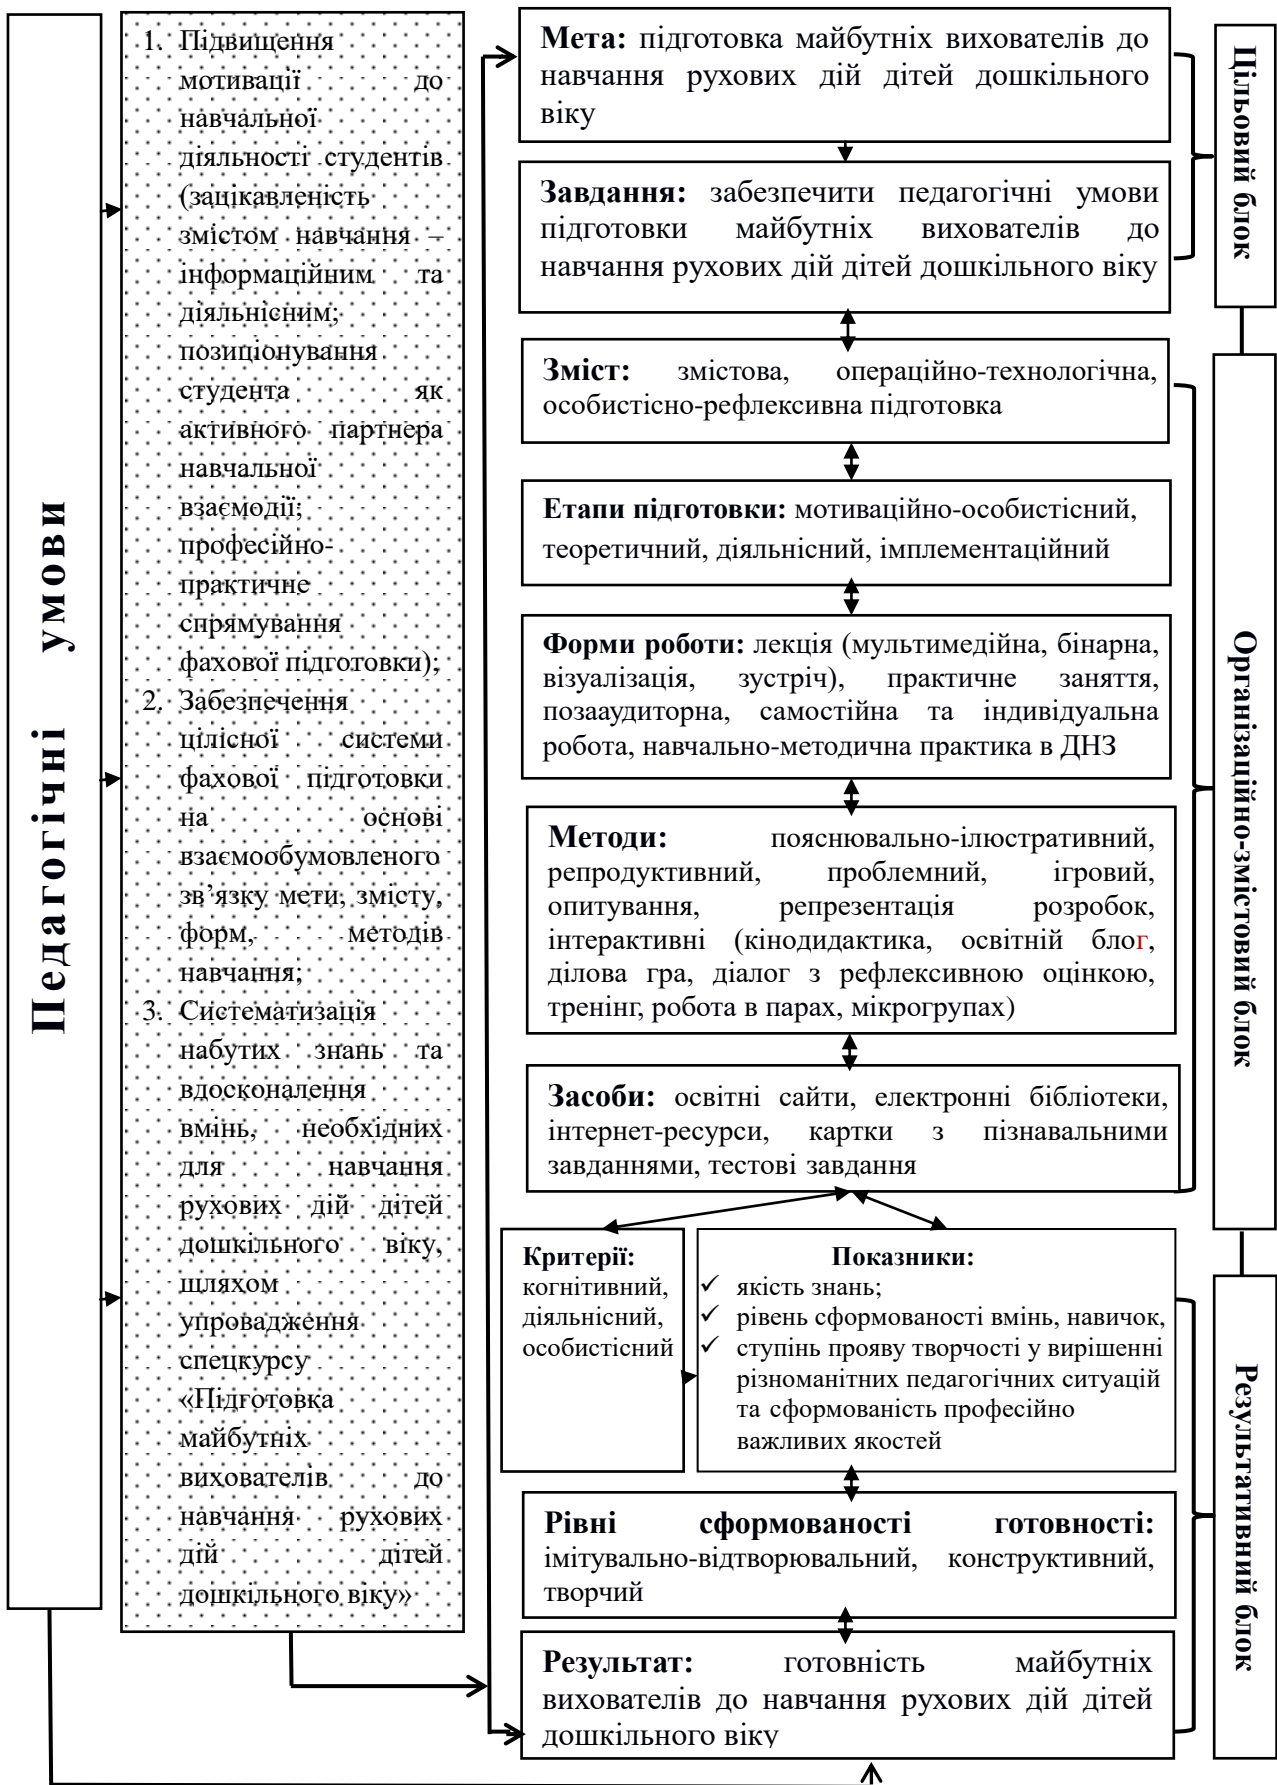 Педагогічні умови
1. Підвищення
мотивації до
навчальної
діяльності студентів
(зацікавленість
змістом навчання –
інформаційним та
діяльнісним;
позиціонування
студента як
активного партнера
навчальної
взаємодії;
професійно-
практичне
спрямування
фахової підготовки);
2. Забезпечення
цілісної системи
фахової підготовки
на основі
взаємообумовленого
зв’язку мети, змісту,
форм, методів
навчання;
3. Систематизація
набутих знань та
вдосконалення
вмінь, необхідних
для навчання
рухових дій дітей
дошкільного віку,
шляхом
упровадження
спецкурсу
«Підготовка
майбутніх
вихователів до
навчання рухових
дій дітей
дошкільного віку»
Мета: підготовка майбутніх вихователів до
навчання рухових дій дітей дошкільного
віку
Завдання: забезпечити педагогічні умови
підготовки майбутніх вихователів до
навчання рухових дій дітей дошкільного віку
Цільовий блок
Зміст: змістова, операційно-технологічна,
особистісно-рефлексивна підготовка
Етапи підготовки: мотиваційно-особистісний,
теоретичний, діяльнісний, імплементаційний
Форми роботи: лекція (мультимедійна, бінарна,
візуалізація, зустріч), практичне заняття,
позааудиторна, самостійна та індивідуальна
робота, навчально-методична практика в ДНЗ
Методи: пояснювально-ілюстративний,
репродуктивний, проблемний, ігровий,
опитування, репрезентація розробок,
інтерактивні (кінодидактика, освітній блог,
ділова гра, діалог з рефлексивною оцінкою,
тренінг, робота в парах, мікрогрупах)
Засоби: освітні сайти, електронні бібліотеки,
інтернет-ресурси, картки з пізнавальними
завданнями, тестові завдання
Організаційно-змістовий блок
Критерії:
когнітивний,
діяльнісний,
особистісний
Показники:
✓ якість знань;
✓ рівень сформованості вмінь, навичок,
✓ ступінь прояву творчості у вирішенні
різноманітних педагогічних ситуацій
та сформованість професійно
важливих якостей
Рівні сформованості готовності:
імітувально-відтворювальний, конструктивний,
творчий
Результат: готовність майбутніх
вихователів до навчання рухових дій дітей
дошкільного віку
Результативний блок